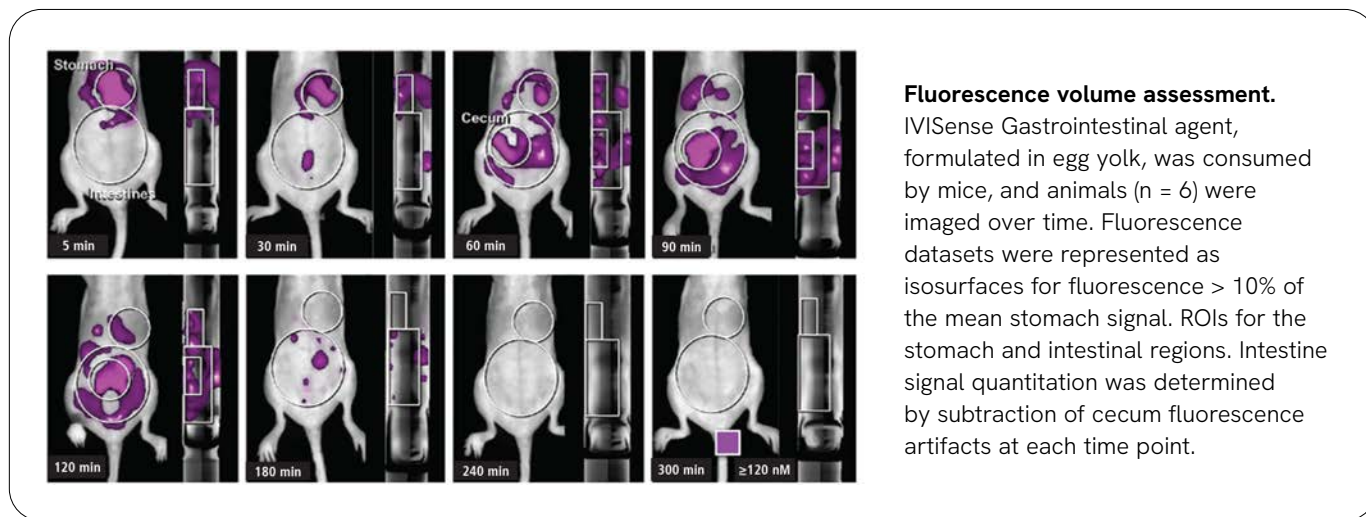 Stomach
Intestines
5 min
30 min
Cecum
60 min
90 min
120 min
180 min
240 min
300 min
≥120 nM
Fluorescence volume assessment.
IVISense Gastrointestinal agent,
formulated in egg yolk, was consumed
by mice, and animals (n = 6) were
imaged over time. Fluorescence
datasets were represented as
isosurfaces for fluorescence > 10% of
the mean stomach signal. ROIs for the
stomach and intestinal regions. Intestine
signal quantitation was determined
by subtraction of cecum fluorescence
artifacts at each time point.